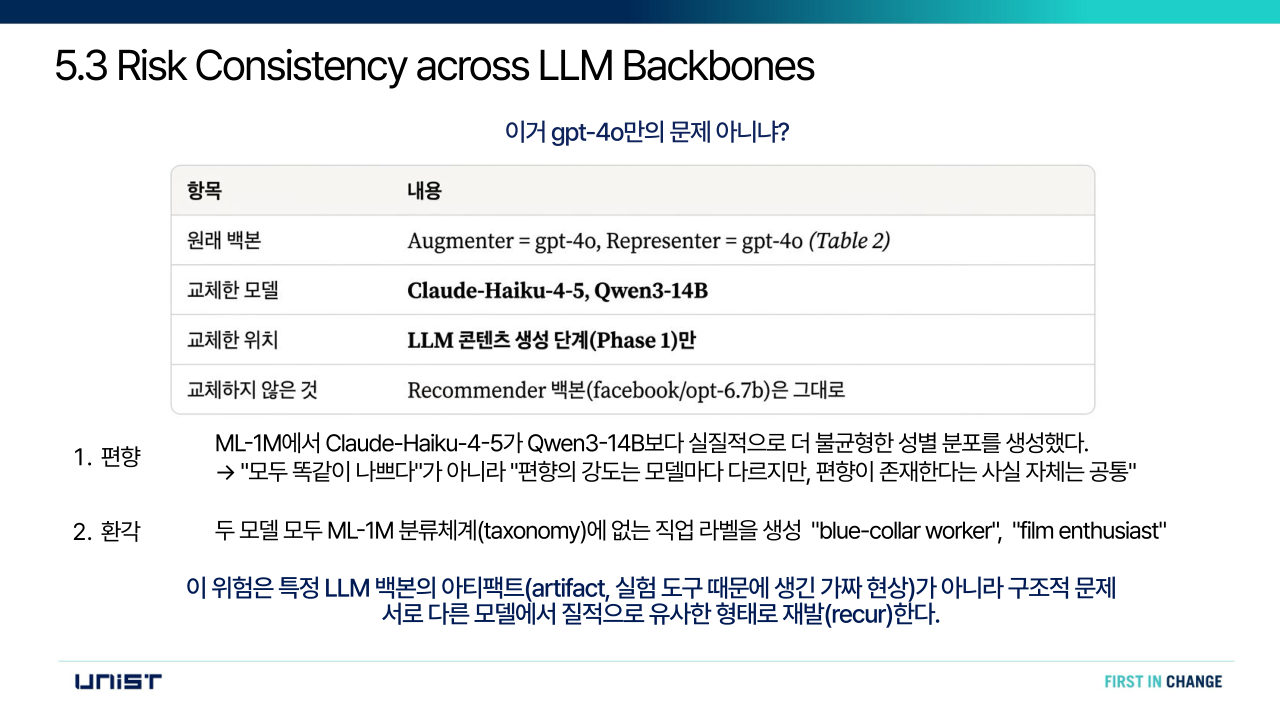 5.3 Risk Consistency across LLM Backbones
이거 gpt-4o만의 문제 아니냐?
항목 내용
원래 백본 Augmenter = gpt-4o, Representer = gpt-4o (Table 2)
교체한 모델 Claude-Haiku-4-5, Qwen3-14B
교체한 위치 LLM 콘텐츠 생성 단계(Phase 1)만
교체하지 않은 것 Recommender 백본(facebook/opt-6.7b)은 그대로
1. 편향
ML-1M에서 Claude-Haiku-4-5가 Qwen3-14B보다 실질적으로 더 불균형한 성별 분포를 생성했다.
→ "모두 똑같이 나쁘다"가 아니라 "편향의 강도는 모델마다 다르지만, 편향이 존재한다는 사실 자체는 공통"
2. 환각 두 모델 모두 ML-1M 분류체계(taxonomy)에 없는 직업 라벨을 생성 "blue-collar worker", "film enthusiast"
이 위험은 특정 LLM 백본의 아티팩트(artifact, 실험 도구 때문에 생긴 가짜 현상)가 아니라 구조적 문제
서로 다른 모델에서 질적으로 유사한 형태로 재발(recur)한다.
UNIST FIRST IN CHANGE